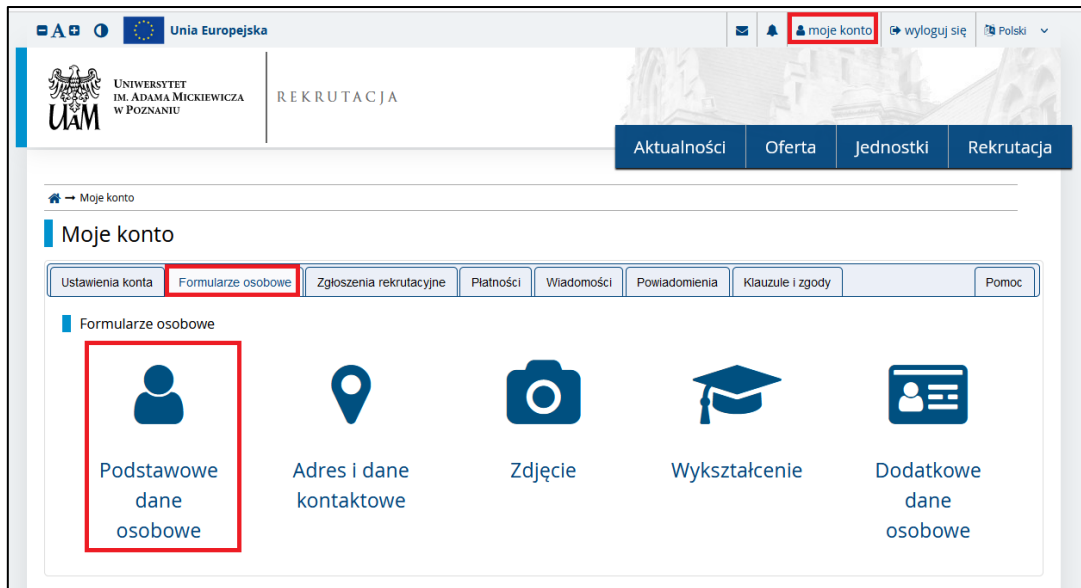 A Unia Europejska moje konto wyloguj się Polski
UNIWERSYTET
IM. ADAMA MICKIEWICZA
W POZNANIU
UAM
REKRUTACJA
Aktualności Oferta Jednostki Rekrutacja
→ Moje konto
Moje konto
Ustawienia konta Formularze osobowe Zgłoszenia rekrutacyjne Płatności Wiadomości Powiadomienia Klauzule i zgody Pomoc
Formularze osobowe
Podstawowe
dane
osobowe
Adres i dane
kontaktowe
Zdjęcie
Wykształcenie
Dodatkowe
dane
osobowe